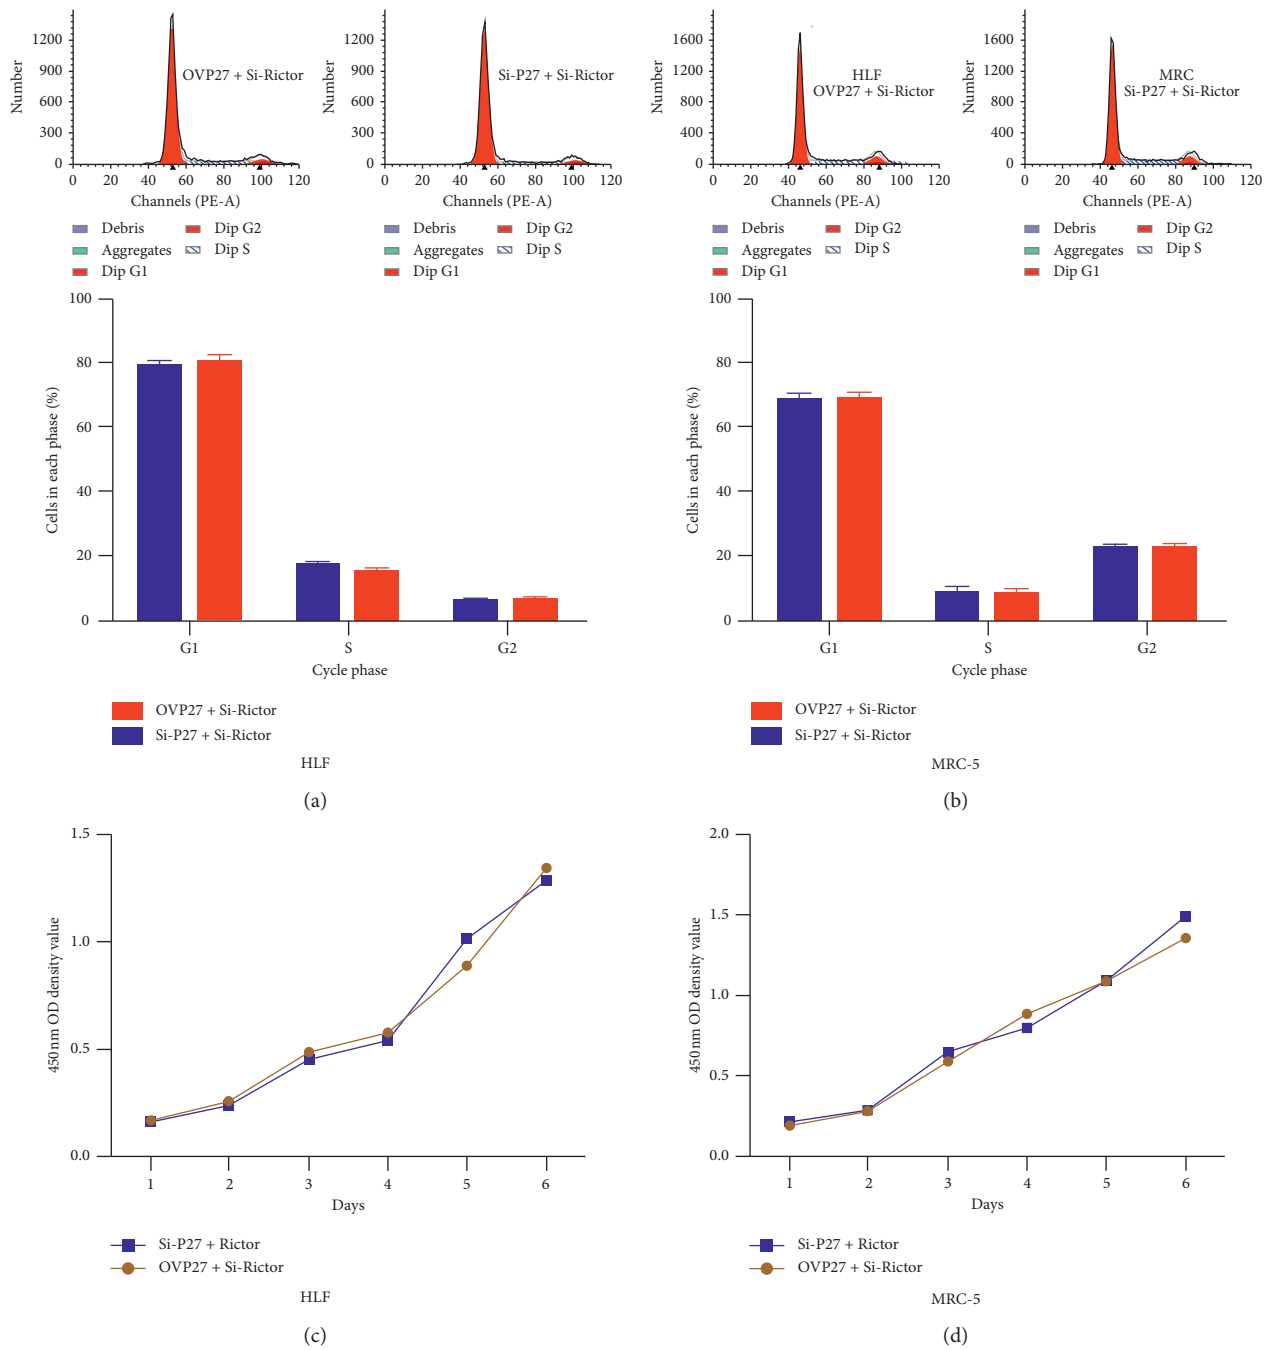 1200
900
600
300
0
Number
OVP27 + Si-Rictor
0 20 40 60 80 100 120
Channels (PE-A)
Debris
Aggregates
Dip G1
Dip G2
Dip S
1200
900
600
300
0
Number
Si-P27 + Si-Rictor
0 20 40 60 80 100 120
Channels (PE-A)
Debris
Aggregates
Dip G1
Dip G2
Dip S
1600
1200
800
400
0
Number
HLF
OVP27 + Si-Rictor
0 20 40 60 80 100 120
Channels (PE-A)
Debris
Aggregates
Dip G1
Dip G2
Dip S
1600
1200
800
400
0
Number
MRC
Si-P27 + Si-Rictor
0 20 40 60 80 100 120
Channels (PE-A)
Debris
Aggregates
Dip G1
Dip G2
Dip S
100
80
60
40
20
0
Cells in each phase (%)
G1 S G2
Cycle phase
OVP27 + Si-Rictor
Si-P27 + Si-Rictor
HLF
(a)
100
80
60
40
20
0
Cells in each phase (%)
G1 S G2
Cycle phase
OVP27 + Si-Rictor
Si-P27 + Si-Rictor
MRC-5
(b)
1.5
1.0
0.5
0.0
450 nm OD density value
1 2 3 4 5 6
Days
Si-P27 + Rictor
OVP27 + Si-Rictor
HLF
(c)
2.0
1.5
1.0
0.5
0.0
450 nm OD density value
1 2 3 4 5 6
Days
Si-P27 + Rictor
OVP27 + Si-Rictor
MRC-5
(d)